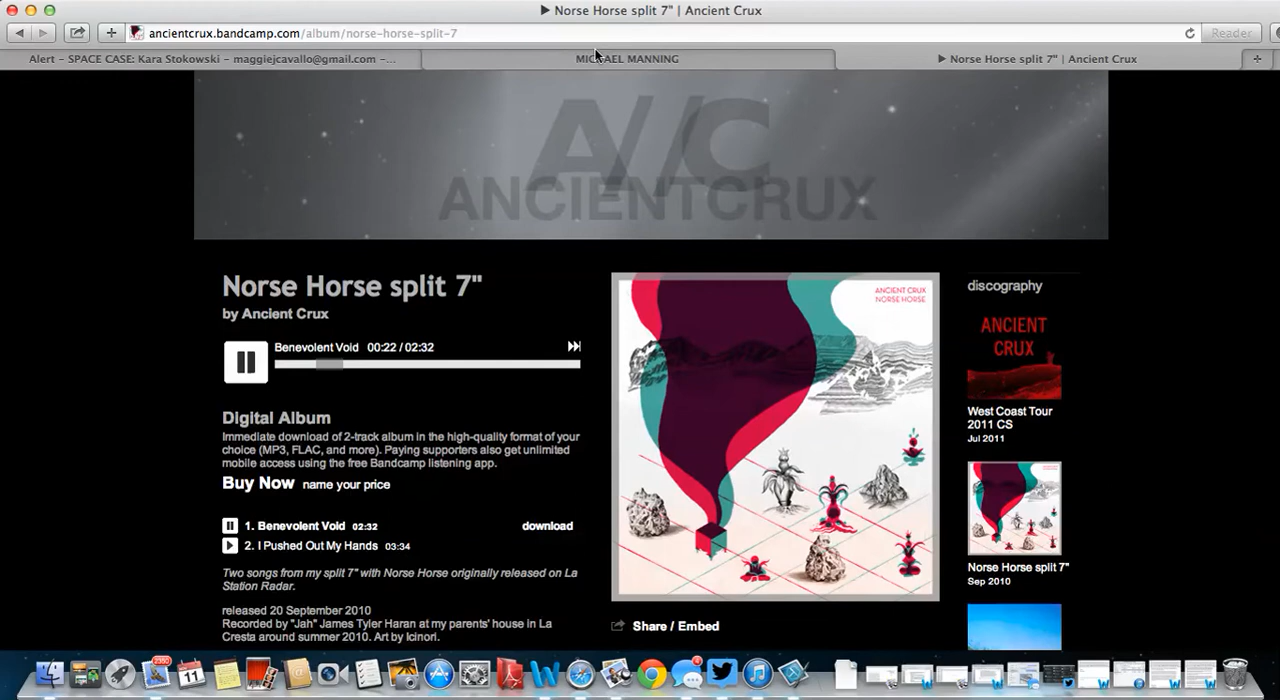 ▶ Norse Horse split 7" | Ancient Crux
ancientcrux.bandcamp.com/album/norse-horse-split-7
Reader
Alert – SPACE CASE: Kara Stokowski – maggiejcavallo@gmail.com –...
MICHAEL MANNING
▶ Norse Horse split 7" | Ancient Crux
A//C
ANCIENTCRUX
Norse Horse split 7"
by Ancient Crux
Benevolent Void 00:22 / 02:32
Digital Album
Immediate download of 2-track album in the high-quality format of your
choice (MP3, FLAC, and more). Paying supporters also get unlimited
mobile access using the free Bandcamp listening app.
Buy Now name your price
1. Benevolent Void 02:32 download
2. I Pushed Out My Hands 03:34
Two songs from my split 7" with Norse Horse originally released on La
Station Radar.
released 20 September 2010
Recorded by "Jah" James Tyler Haran at my parents' house in La
Cresta around summer 2010. Art by Icinori.
ANCIENT CRUX
NORSE HORSE
Share / Embed
discography
ANCIENT
CRUX
West Coast Tour
2011 CS
Jul 2011
Norse Horse split 7"
Sep 2010
11